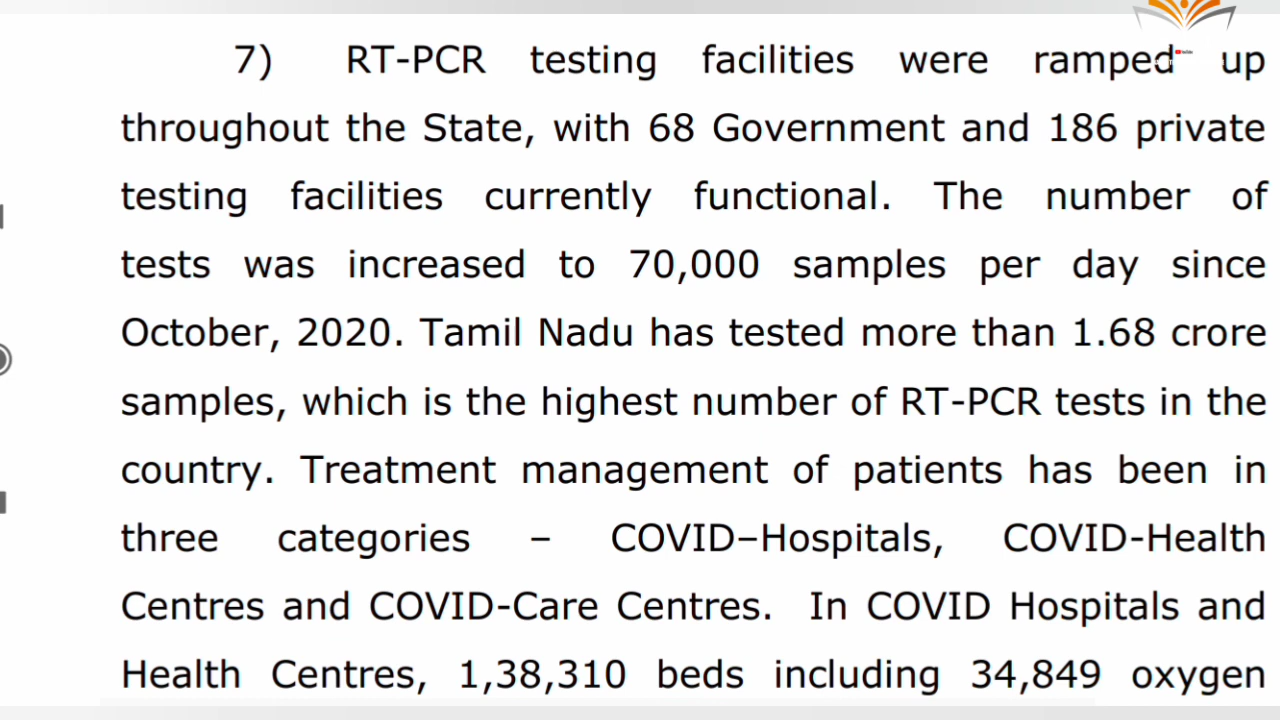 7) RT-PCR testing facilities were ramped up
throughout the State, with 68 Government and 186 private
testing facilities currently functional. The number of
tests was increased to 70,000 samples per day since
October, 2020. Tamil Nadu has tested more than 1.68 crore
samples, which is the highest number of RT-PCR tests in the
country. Treatment management of patients has been in
three categories – COVID–Hospitals, COVID-Health
Centres and COVID-Care Centres. In COVID Hospitals and
Health Centres, 1,38,310 beds including 34,849 oxygen